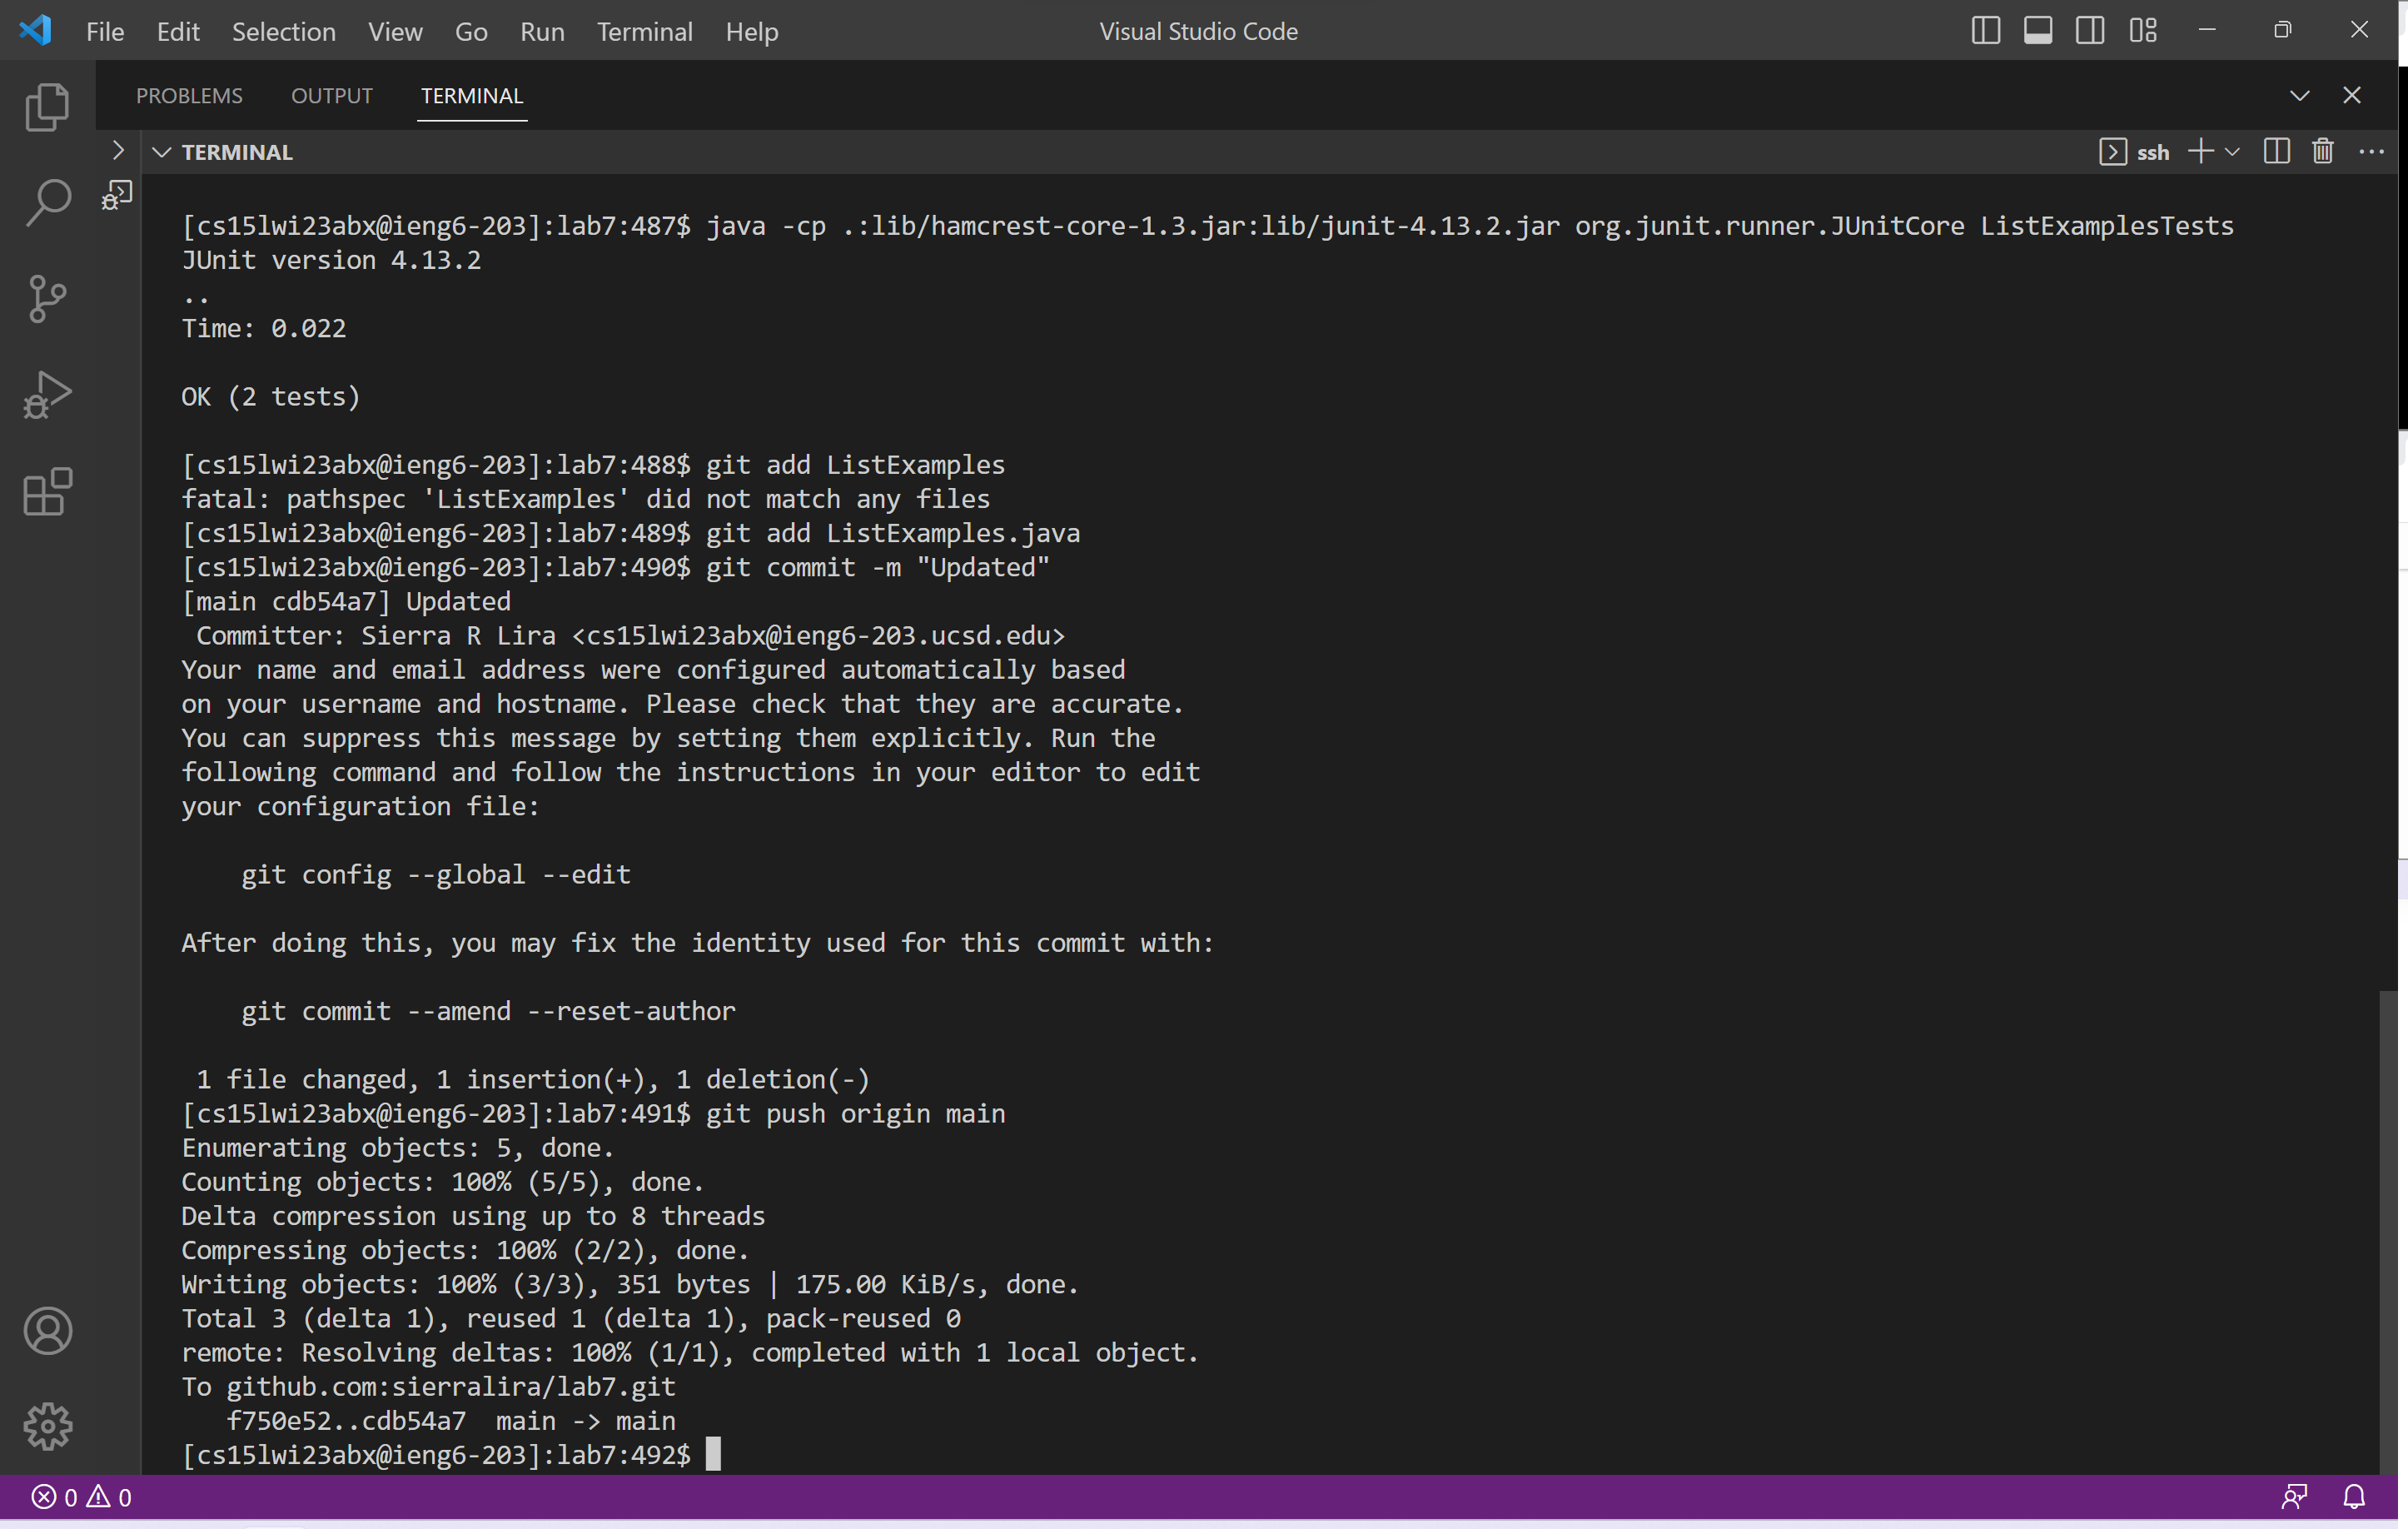 File Edit Selection View Go Run Terminal Help Visual Studio Code
PROBLEMS OUTPUT TERMINAL
TERMINAL ssh
[cs15lwi23abx@ieng6-203]:lab7:487$ java -cp .:lib/hamcrest-core-1.3.jar:lib/junit-4.13.2.jar org.junit.runner.JUnitCore ListExamplesTests
JUnit version 4.13.2
..
Time: 0.022
OK (2 tests)
[cs15lwi23abx@ieng6-203]:lab7:488$ git add ListExamples
fatal: pathspec 'ListExamples' did not match any files
[cs15lwi23abx@ieng6-203]:lab7:489$ git add ListExamples.java
[cs15lwi23abx@ieng6-203]:lab7:490$ git commit -m "Updated"
[main cdb54a7] Updated
 Committer: Sierra R Lira <cs15lwi23abx@ieng6-203.ucsd.edu>
Your name and email address were configured automatically based
on your username and hostname. Please check that they are accurate.
You can suppress this message by setting them explicitly. Run the
following command and follow the instructions in your editor to edit
your configuration file:
    git config --global --edit
After doing this, you may fix the identity used for this commit with:
    git commit --amend --reset-author
 1 file changed, 1 insertion(+), 1 deletion(-)
[cs15lwi23abx@ieng6-203]:lab7:491$ git push origin main
Enumerating objects: 5, done.
Counting objects: 100% (5/5), done.
Delta compression using up to 8 threads
Compressing objects: 100% (2/2), done.
Writing objects: 100% (3/3), 351 bytes | 175.00 KiB/s, done.
Total 3 (delta 1), reused 1 (delta 1), pack-reused 0
remote: Resolving deltas: 100% (1/1), completed with 1 local object.
To github.com:sierralira/lab7.git
   f750e52..cdb54a7  main -> main
[cs15lwi23abx@ieng6-203]:lab7:492$
0 0